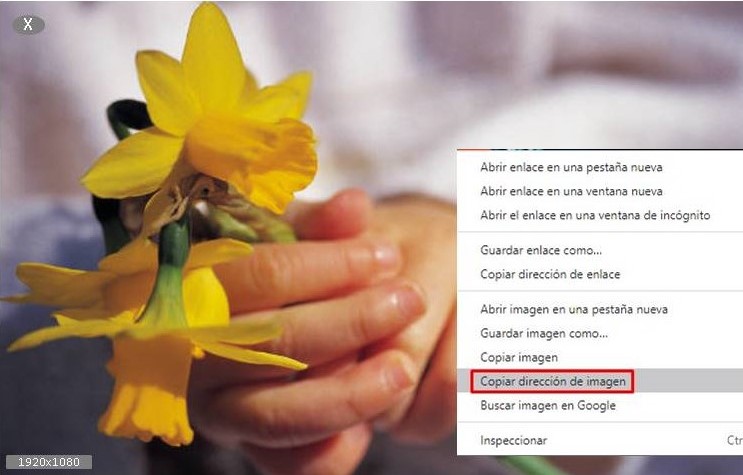 X
Abrir enlace en una pestaña nueva
Abrir enlace en una ventana nueva
Abrir el enlace en una ventana de incógnito
Guardar enlace como...
Copiar dirección de enlace
Abrir imagen en una pestaña nueva
Guardar imagen como...
Copiar imagen
Copiar dirección de imagen
Buscar imagen en Google
Inspeccionar Ctr
1920x1080